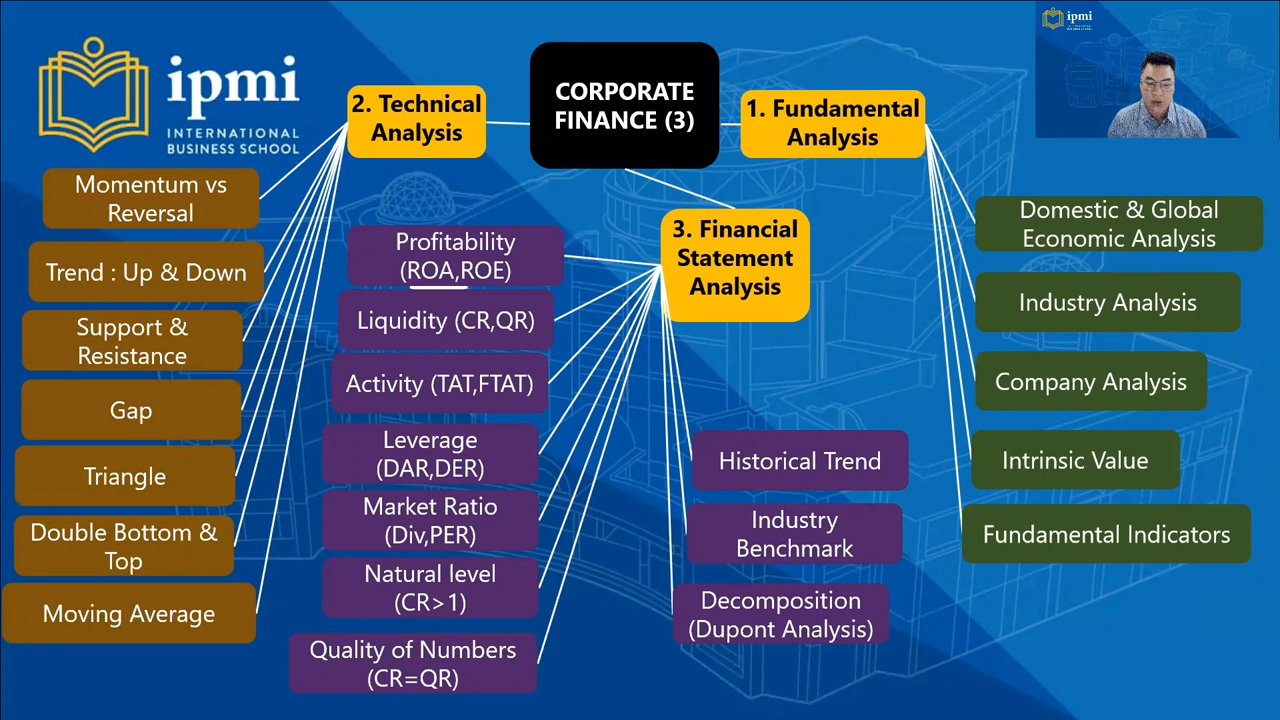 ipmi
INTERNATIONAL
BUSINESS SCHOOL
CORPORATE
FINANCE (3)
1. Fundamental
Analysis
Domestic & Global
Economic Analysis
Industry Analysis
Company Analysis
Intrinsic Value
Fundamental Indicators
2. Technical
Analysis
Momentum vs
Reversal
Trend : Up & Down
Support &
Resistance
Gap
Triangle
Double Bottom &
Top
Moving Average
3. Financial
Statement
Analysis
Profitability
(ROA,ROE)
Liquidity (CR,QR)
Activity (TAT,FTAT)
Leverage
(DAR,DER)
Market Ratio
(Div,PER)
Natural level
(CR>1)
Quality of Numbers
(CR=QR)
Historical Trend
Industry
Benchmark
Decomposition
(Dupont Analysis)
ipmi